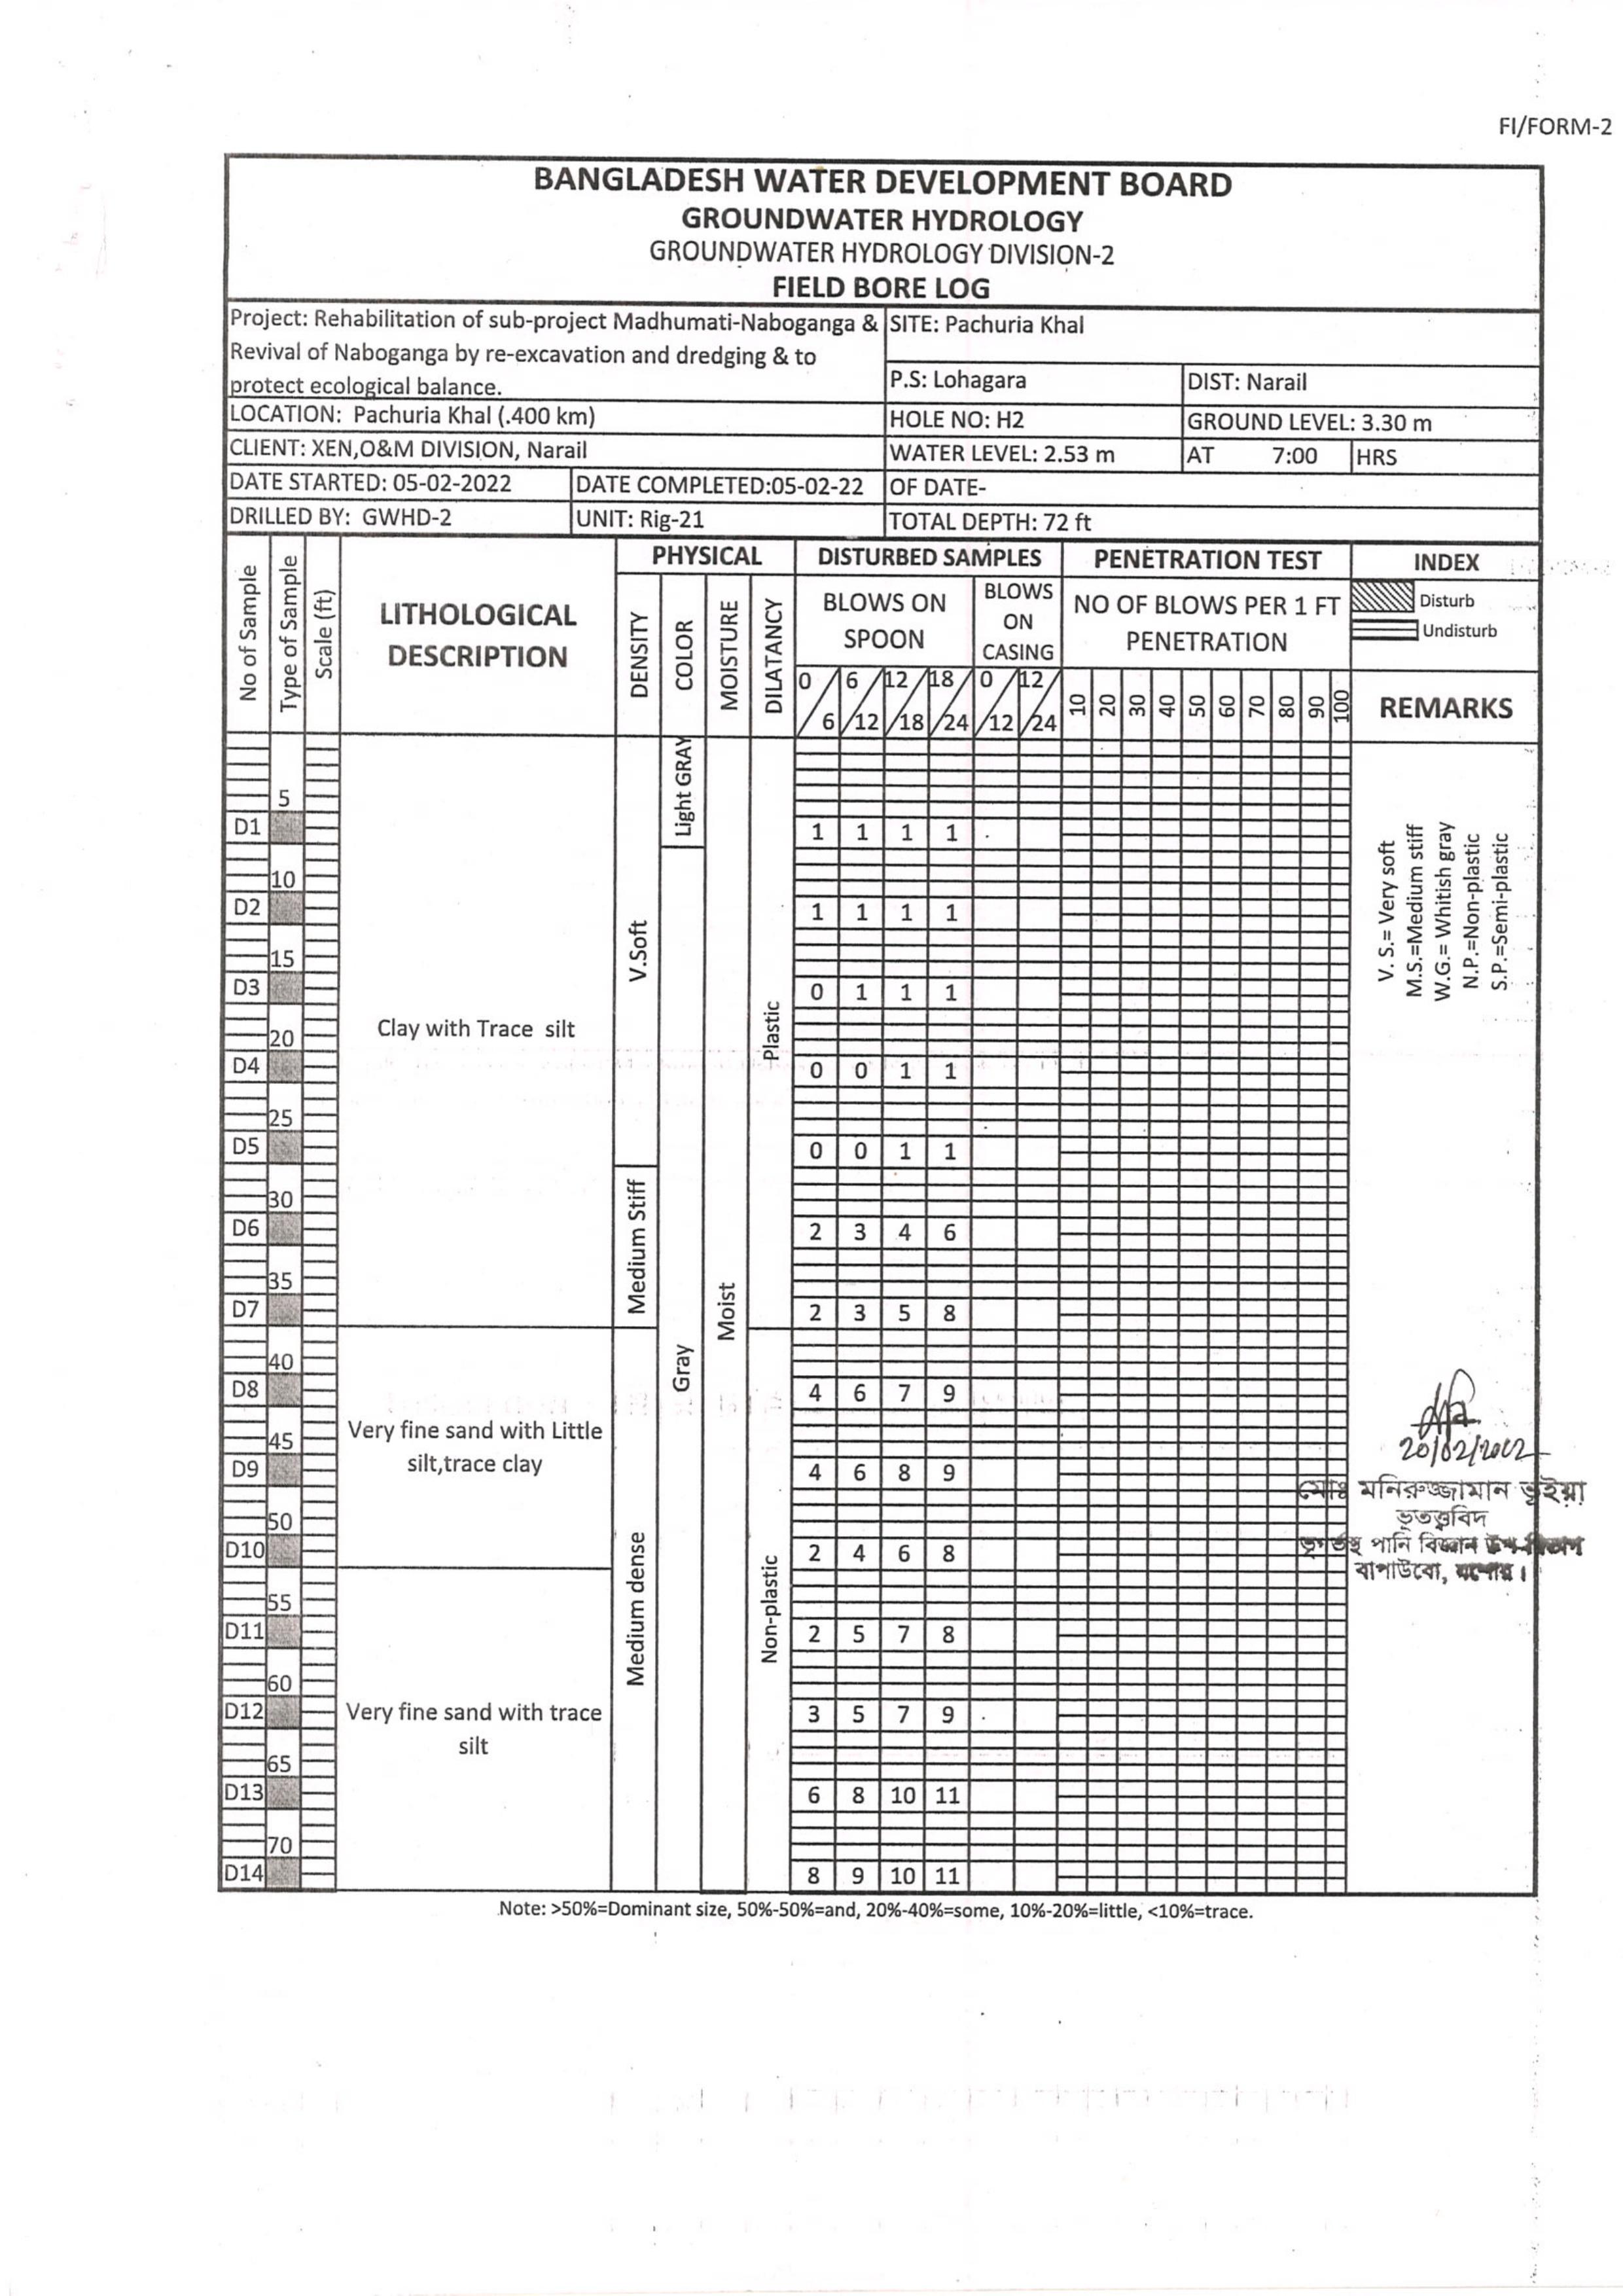 FI/FORM-2
BANGLADESH WATER DEVELOPMENT BOARD
GROUNDWATER HYDROLOGY
GROUNDWATER HYDROLOGY DIVISION-2
FIELD BORE LOG
Project: Rehabilitation of sub-project Madhumati-Naboganga &
Revival of Naboganga by re-excavation and dredging & to
protect ecological balance.
SITE: Pachuria Khal
P.S: Lohagara DIST: Narail
LOCATION: Pachuria Khal (.400 km) HOLE NO: H2 GROUND LEVEL: 3.30 m
CLIENT: XEN,O&M DIVISION, Narail WATER LEVEL: 2.53 m AT 7:00 HRS
DATE STARTED: 05-02-2022 DATE COMPLETED:05-02-22 OF DATE-
DRILLED BY: GWHD-2 UNIT: Rig-21 TOTAL DEPTH: 72 ft
No of Sample
Type of Sample
Scale (ft)
LITHOLOGICAL
DESCRIPTION
PHYSICAL
DENSITY
COLOR
MOISTURE
DILATANCY
DISTURBED SAMPLES
BLOWS ON
SPOON
BLOWS
ON
CASING
0/6 6/12 12/18 18/24 0/12 12/24
PENETRATION TEST
NO OF BLOWS PER 1 FT
PENETRATION
10 20 30 40 50 60 70 80 90 100
INDEX
Disturb
Undisturb
REMARKS
5
D1 1 1 1 1
10
D2 1 1 1 1
15
D3 0 1 1 1
20
D4 0 0 1 1
25
D5 0 0 1 1
30
D6 2 3 4 6
35
D7 2 3 5 8
40
D8 4 6 7 9
45
D9 4 6 8 9
50
D10 2 4 6 8
55
D11 2 5 7 8
60
D12 3 5 7 9
65
D13 6 8 10 11
70
D14 8 9 10 11
Clay with Trace silt
Very fine sand with Little
silt,trace clay
Very fine sand with trace
silt
V.Soft
Medium Stiff
Medium dense
Light GRAY
Gray
Moist
Plastic
Non-plastic
V. S.= Very soft
M.S.=Medium stiff
W.G.= Whitish gray
N.P.=Non-plastic
S.P.=Semi-plastic
20/02/2022
মোঃ মনিরুজ্জামান ভূইয়া
ভূতত্ত্ববিদ
ভূগর্ভস্থ পানি বিজ্ঞান উপ-বিভাগ
বাপাউবো, যশোর।
Note: >50%=Dominant size, 50%-50%=and, 20%-40%=some, 10%-20%=little, <10%=trace.